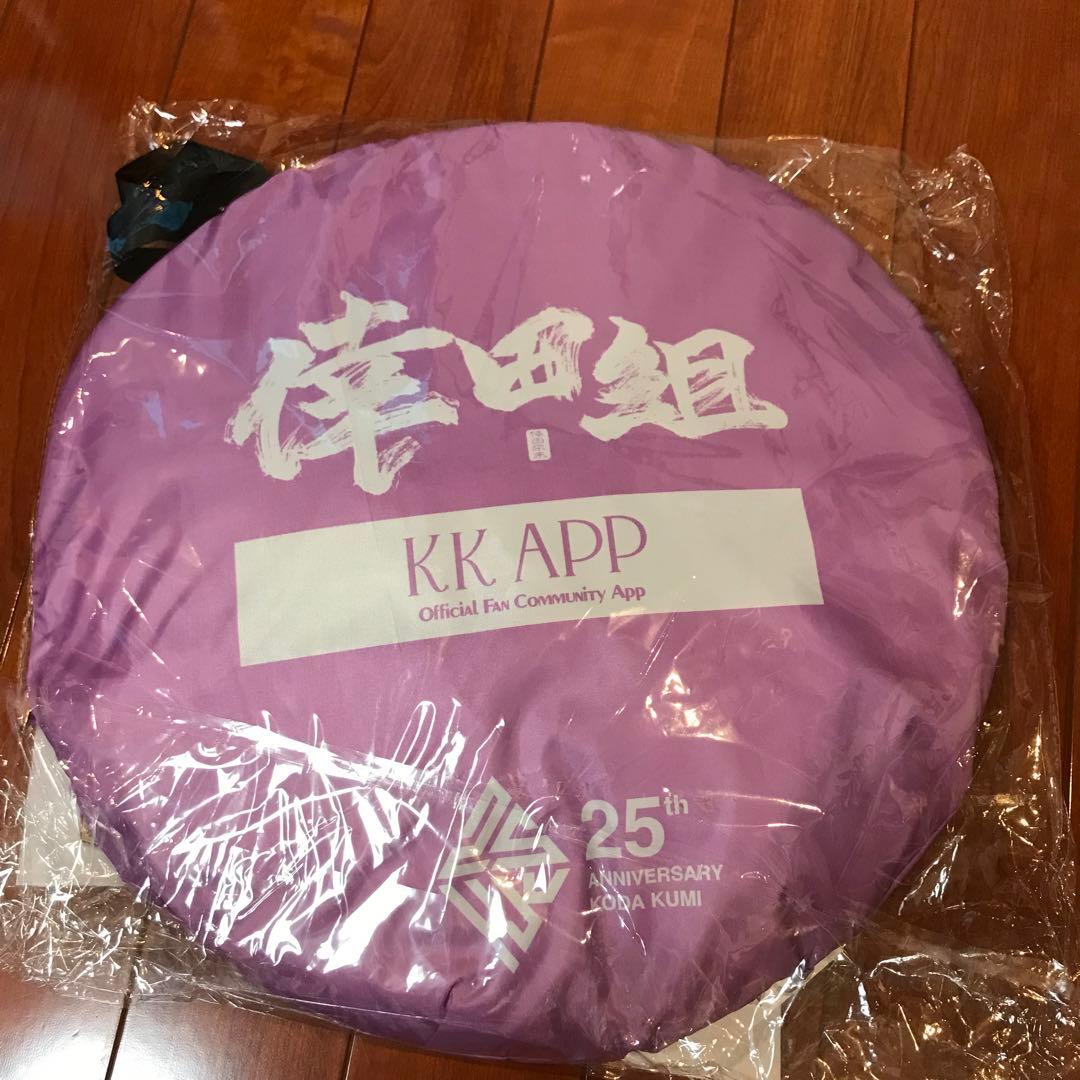 倖田組
KK APP
Official Fan Community App
25th
ANNIVERSARY
KODA KUMI